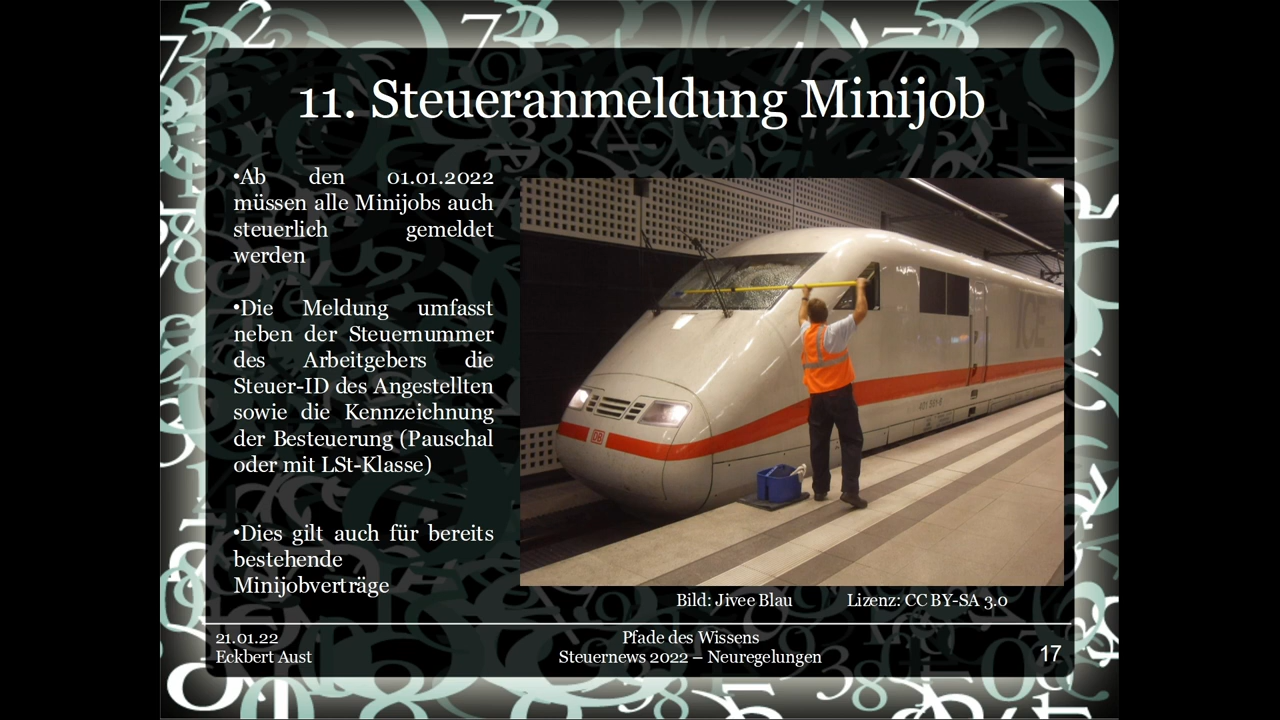 11. Steueranmeldung Minijob
•Ab den 01.01.2022
müssen alle Minijobs auch
steuerlich gemeldet
werden
•Die Meldung umfasst
neben der Steuernummer
des Arbeitgebers die
Steuer-ID des Angestellten
sowie die Kennzeichnung
der Besteuerung (Pauschal
oder mit LSt-Klasse)
•Dies gilt auch für bereits
bestehende
Minijobverträge
ICE
DB
Bild: Jivee Blau Lizenz: CC BY-SA 3.0
21.01.22
Eckbert Aust
Pfade des Wissens
Steuernews 2022 – Neuregelungen
17